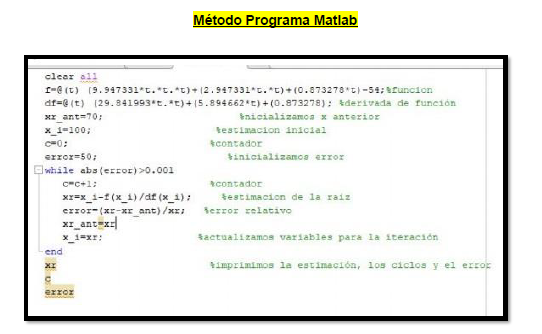 Método Programa Matlab
clear all
f=@(t) (9.947331*t.*t.*t)+(2.947331*t.*t)+(0.873278*t)-54;%funcion
df=@(t) (29.841993*t.*t)+(5.894662*t)+(0.873278); %derivada de función
xr_ant=70; %nicializamos x anterior
x_i=100; %estimacion inicial
c=0; %contador
error=50; %inicializamos error
while abs(error)>0.001
c=c+1; %contador
xr=x_i-f(x_i)/df(x_i); %estimacion de la raiz
error=(xr-xr_ant)/xr; %error relativo
xr_ant=xr
x_i=xr; %actualizamos variables para la iteración
end
xr %imprimimos la estimación, los ciclos y el error
c
error